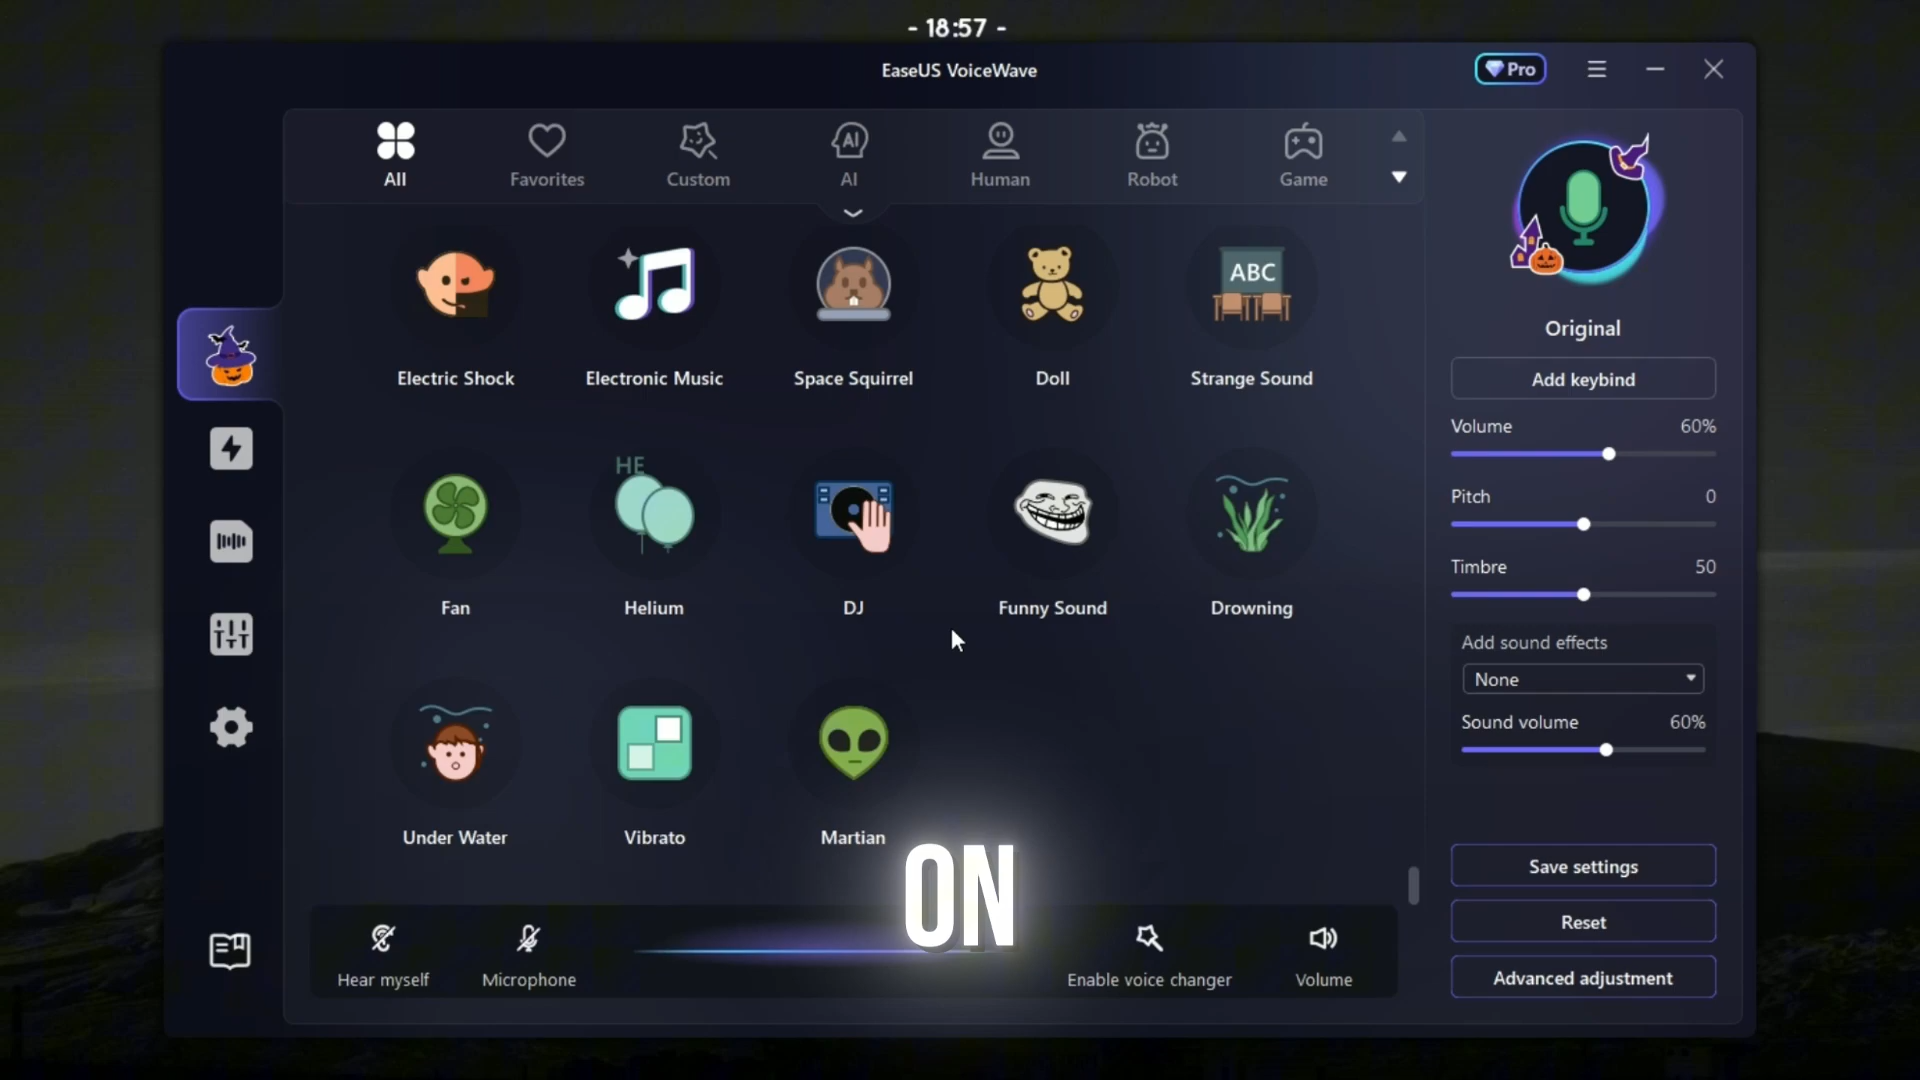 - 18:57 -
EaseUS VoiceWave
Pro
All
Favorites
Custom
AI
AI
Human
Robot
Game
ABC
Electric Shock
Electronic Music
Space Squirrel
Doll
Strange Sound
HE
Fan
Helium
DJ
Funny Sound
Drowning
Under Water
Vibrato
Martian
ON
Hear myself
Microphone
Enable voice changer
Volume
Original
Add keybind
Volume 60%
Pitch 0
Timbre 50
Add sound effects
None
Sound volume 60%
Save settings
Reset
Advanced adjustment